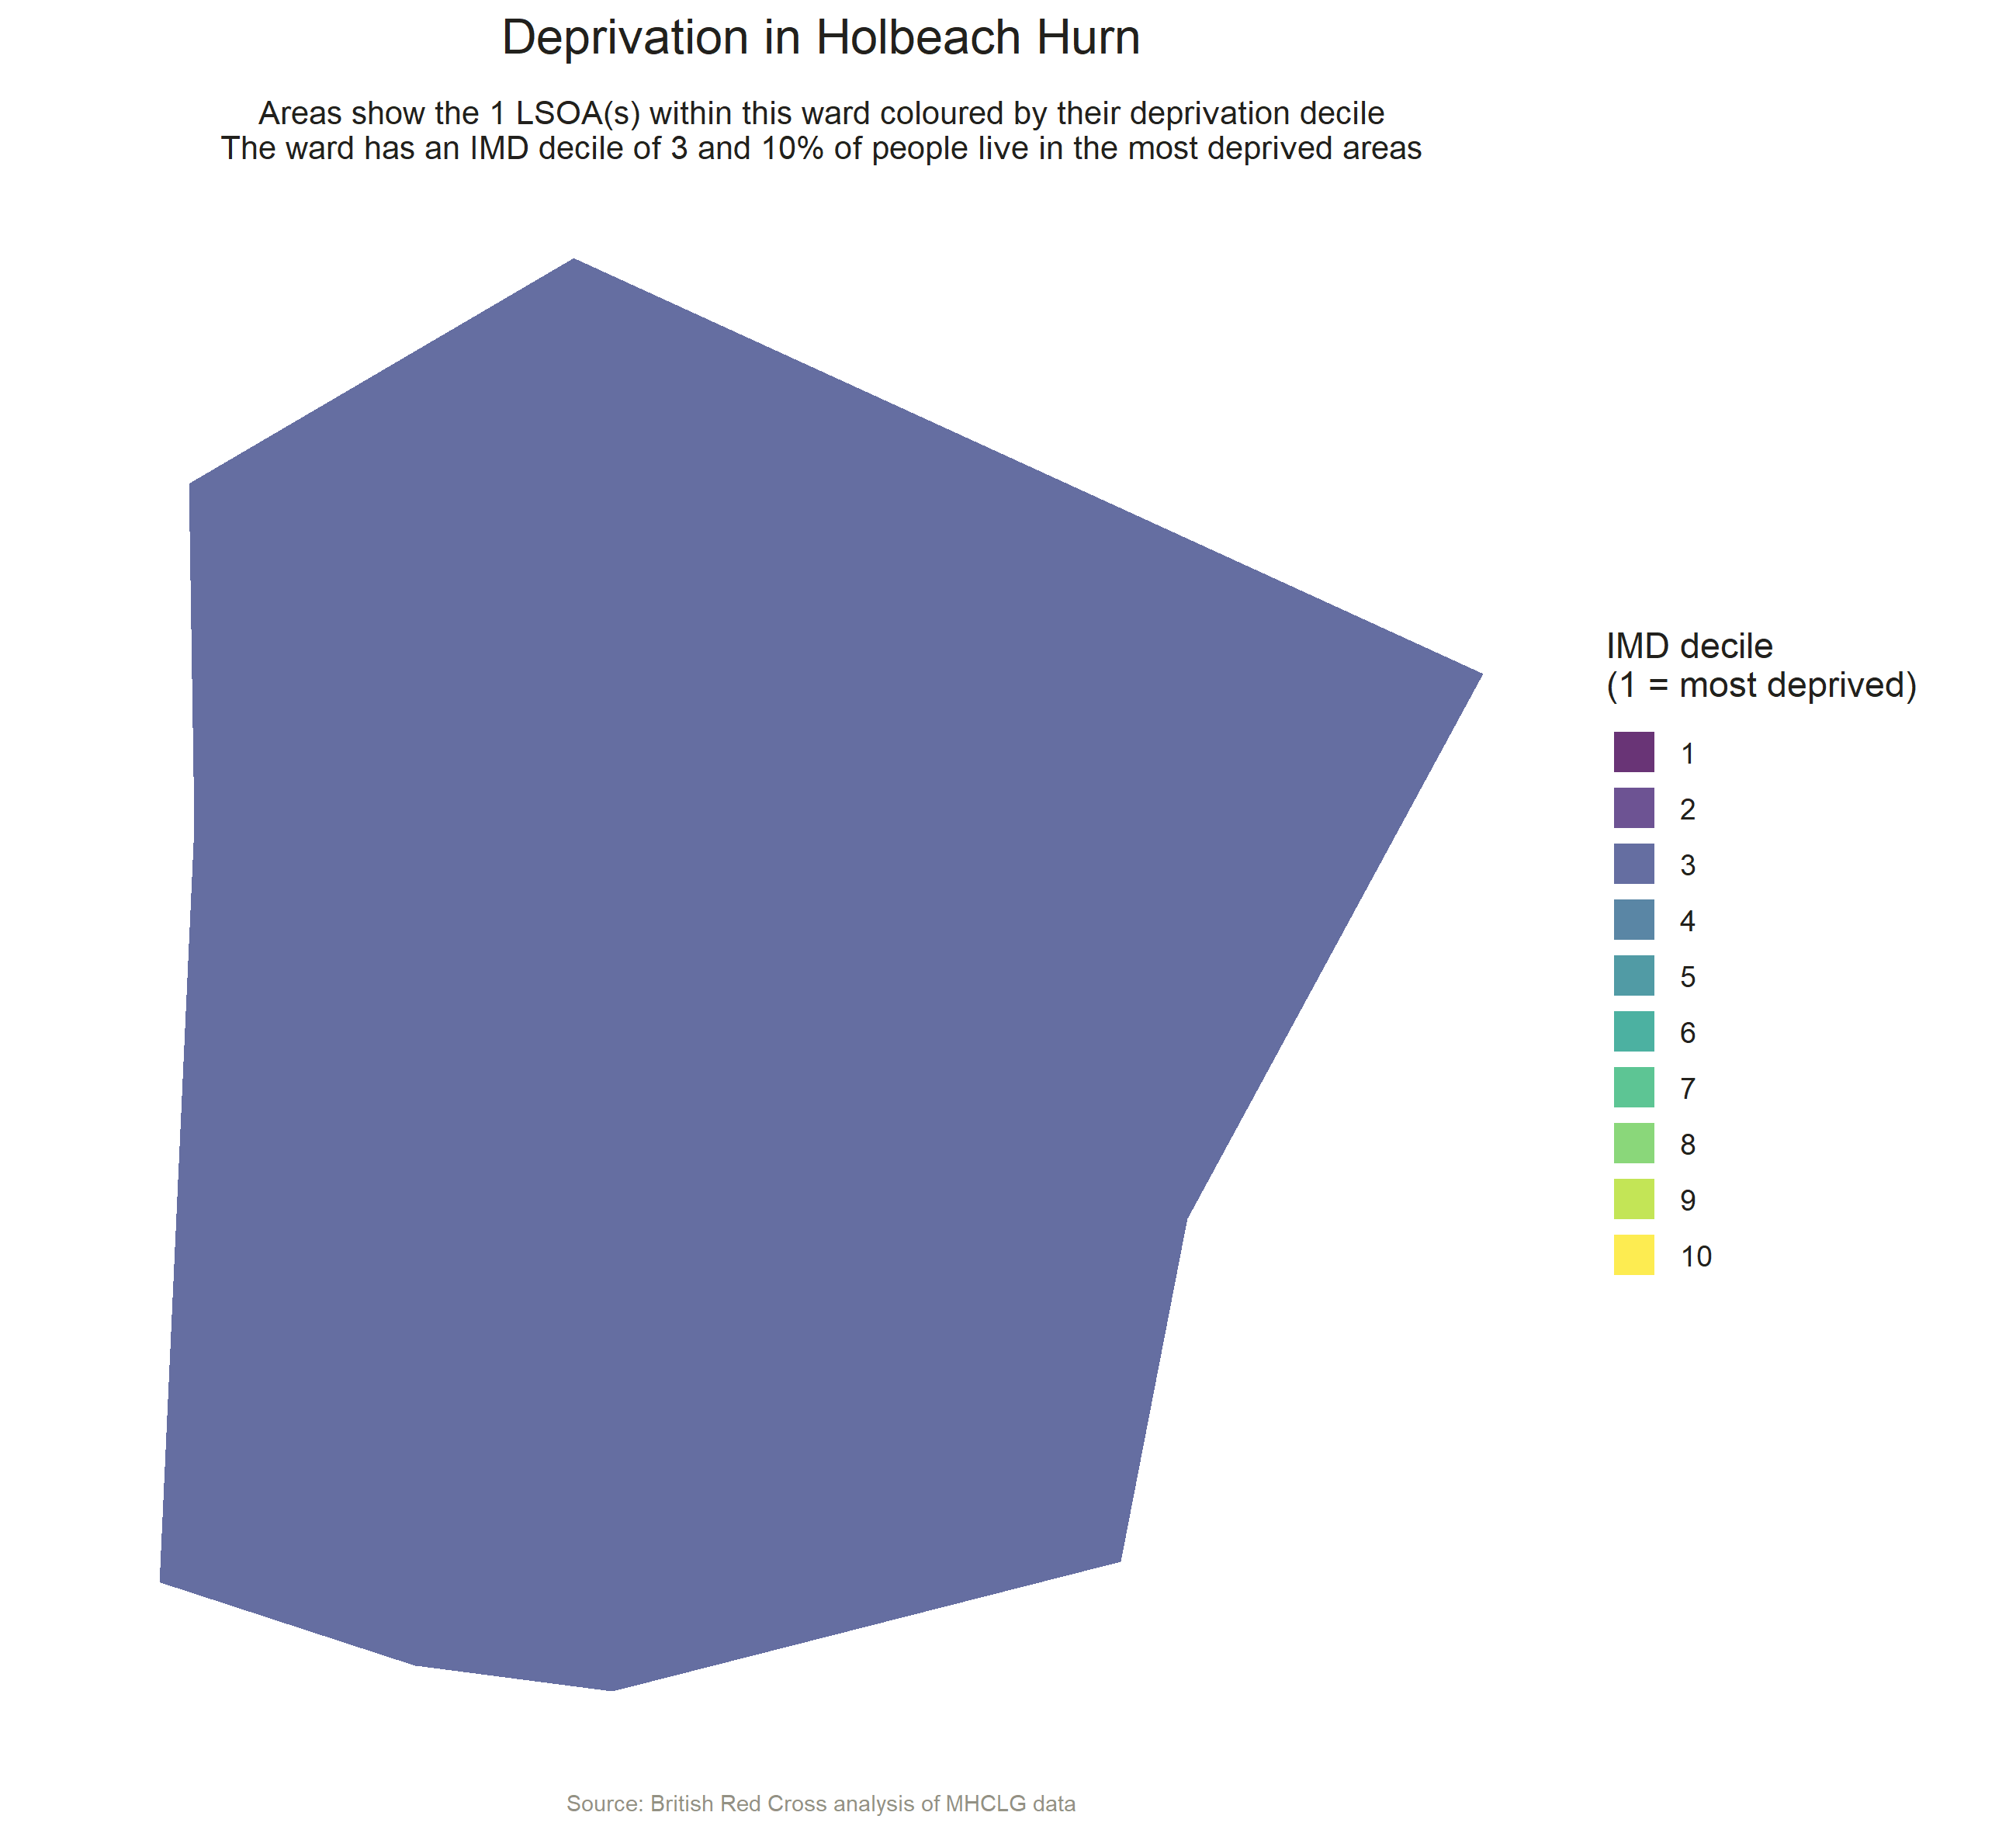 Deprivation in Holbeach Hurn
Areas show the 1 LSOA(s) within this ward coloured by their deprivation decile
The ward has an IMD decile of 3 and 10% of people live in the most deprived areas
IMD decile
(1 = most deprived)
1
2
3
4
5
6
7
8
9
10
Source: British Red Cross analysis of MHCLG data